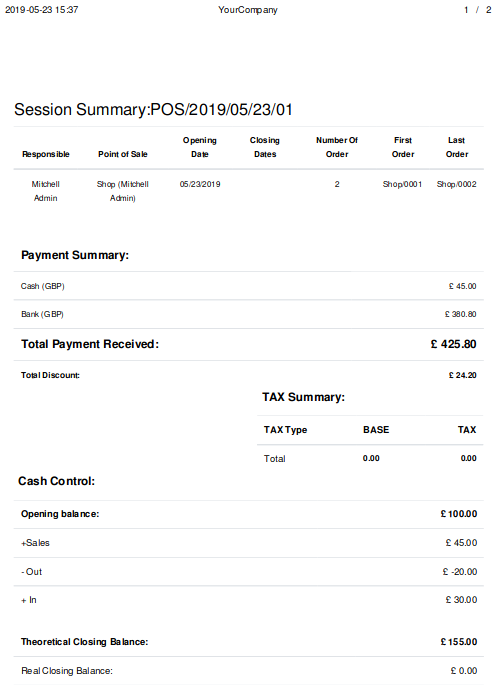 2019-05-23 15:37 YourCompany 1 / 2
Session Summary:POS/2019/05/23/01
Opening Closing Number Of First Last
Responsible Point of Sale Date Dates Order Order Order
Mitchell Shop (Mitchell 05/23/2019 2 Shop/0001 Shop/0002
Admin Admin)
Payment Summary:
Cash (GBP) £ 45.00
Bank (GBP) £ 380.80
Total Payment Received: £ 425.80
Total Discount: £ 24.20
TAX Summary:
TAX Type BASE TAX
Total 0.00 0.00
Cash Control:
Opening balance: £ 100.00
+Sales £ 45.00
- Out £ -20.00
+ In £ 30.00
Theoretical Closing Balance: £ 155.00
Real Closing Balance: £ 0.00